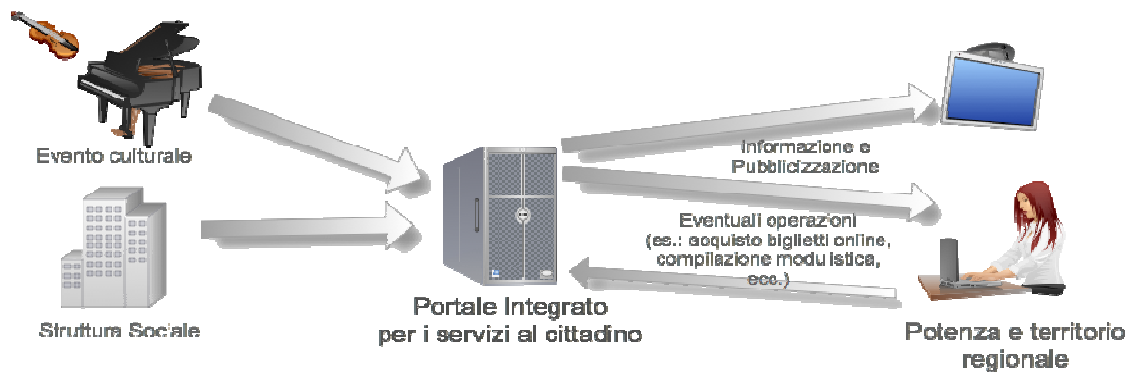 Evento culturale
Struttura Sociale
Portale Integrato
per i servizi al cittadino
Informazione e
Pubblicizzazione
Eventuali operazioni
(es.: acquisto biglietti online,
compilazione modulistica,
ecc.)
Potenza e territorio
regionale